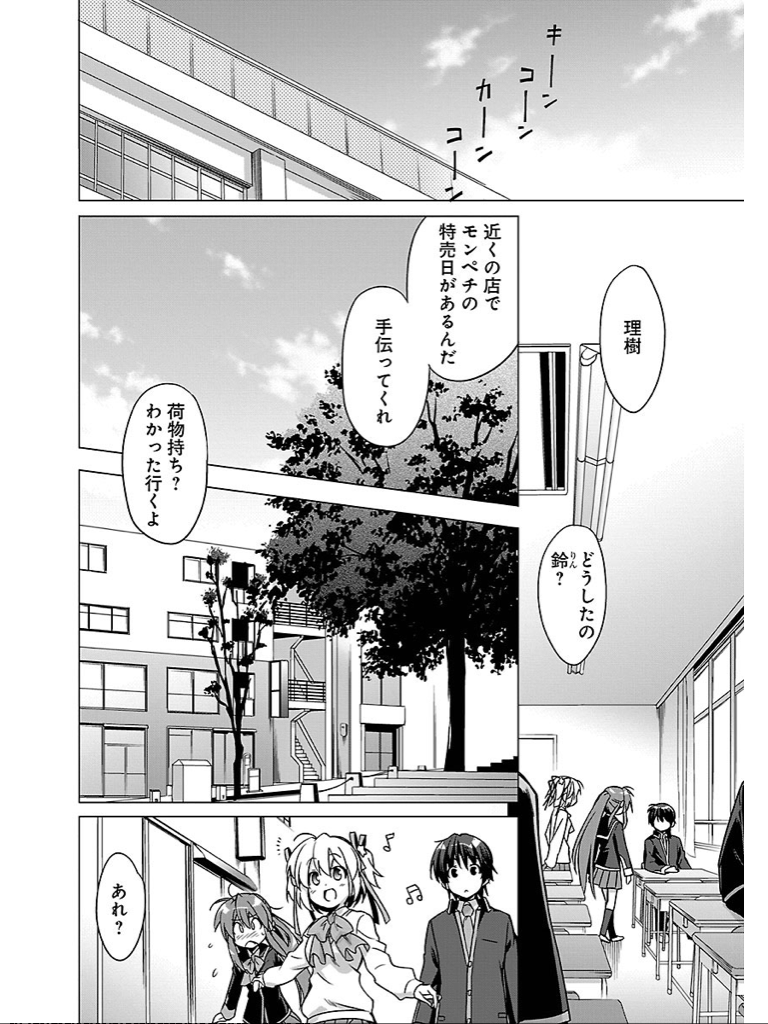 キーン
コーン
カーン
コーン
理樹
どうしたの
鈴?
りん
近くの店で
モンペチの
特売日があるんだ
手伝ってくれ
荷物持ち?
わかった行くよ
あれ?